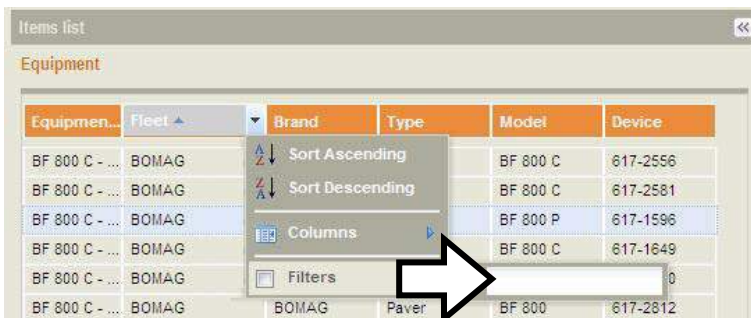 Items list
Equipment
Equipmen... Fleet Brand Type Model Device
BF 800 C - ... BOMAG Sort Ascending BF 800 C 617-2556
BF 800 C - ... BOMAG Sort Descending BF 800 C 617-2581
BF 800 C - ... BOMAG BF 800 P 617-1596
Columns
BF 800 C - ... BOMAG BF 800 C 617-1649
BF 800 C - ... BOMAG Filters 0
BF 800 C - ... BOMAG BOMAG Paver BF 800 617-2812